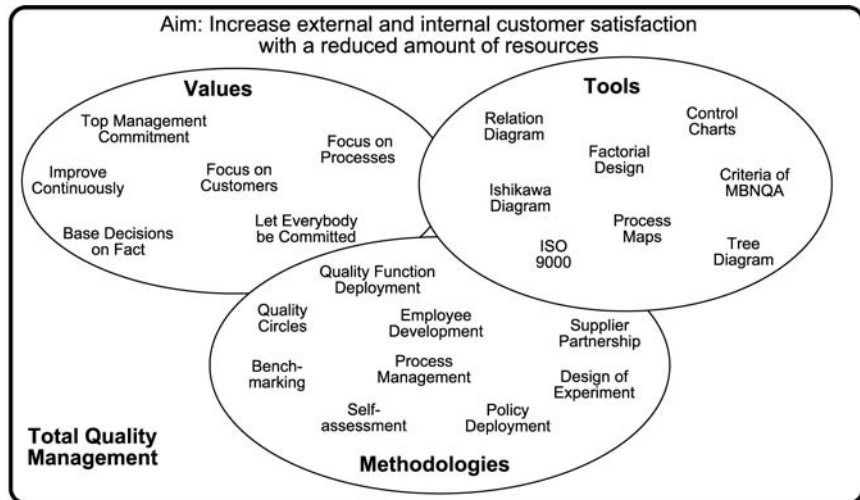 Aim: Increase external and internal customer satisfaction
with a reduced amount of resources
Values
Top Management
Commitment
Focus on
Processes
Improve
Continuously
Focus on
Customers
Base Decisions
on Fact
Let Everybody
be Committed
Tools
Relation
Diagram
Control
Charts
Factorial
Design
Ishikawa
Diagram
Criteria of
MBNQA
Process
Maps
ISO
9000
Tree
Diagram
Quality Function
Deployment
Quality
Circles
Employee
Development
Supplier
Partnership
Bench-
marking
Process
Management
Design of
Experiment
Self-
assessment
Policy
Deployment
Methodologies
Total Quality
Management